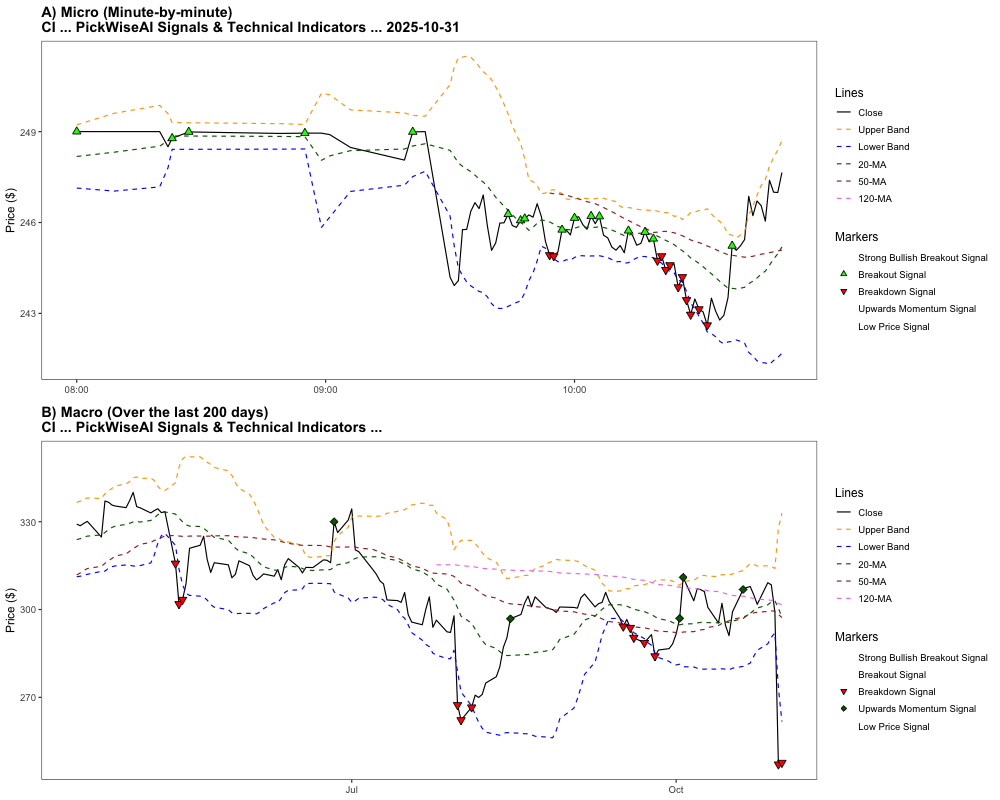 A) Micro (Minute-by-minute)
CI ... PickWiseAI Signals & Technical Indicators ... 2025-10-31
Price ($)
249
246
243
08:00
09:00
10:00
Lines
Close
Upper Band
Lower Band
20-MA
50-MA
120-MA
Markers
Strong Bullish Breakout Signal
Breakout Signal
Breakdown Signal
Upwards Momentum Signal
Low Price Signal
B) Macro (Over the last 200 days)
CI ... PickWiseAI Signals & Technical Indicators ...
Price ($)
330
300
270
Jul
Oct
Lines
Close
Upper Band
Lower Band
20-MA
50-MA
120-MA
Markers
Strong Bullish Breakout Signal
Breakout Signal
Breakdown Signal
Upwards Momentum Signal
Low Price Signal